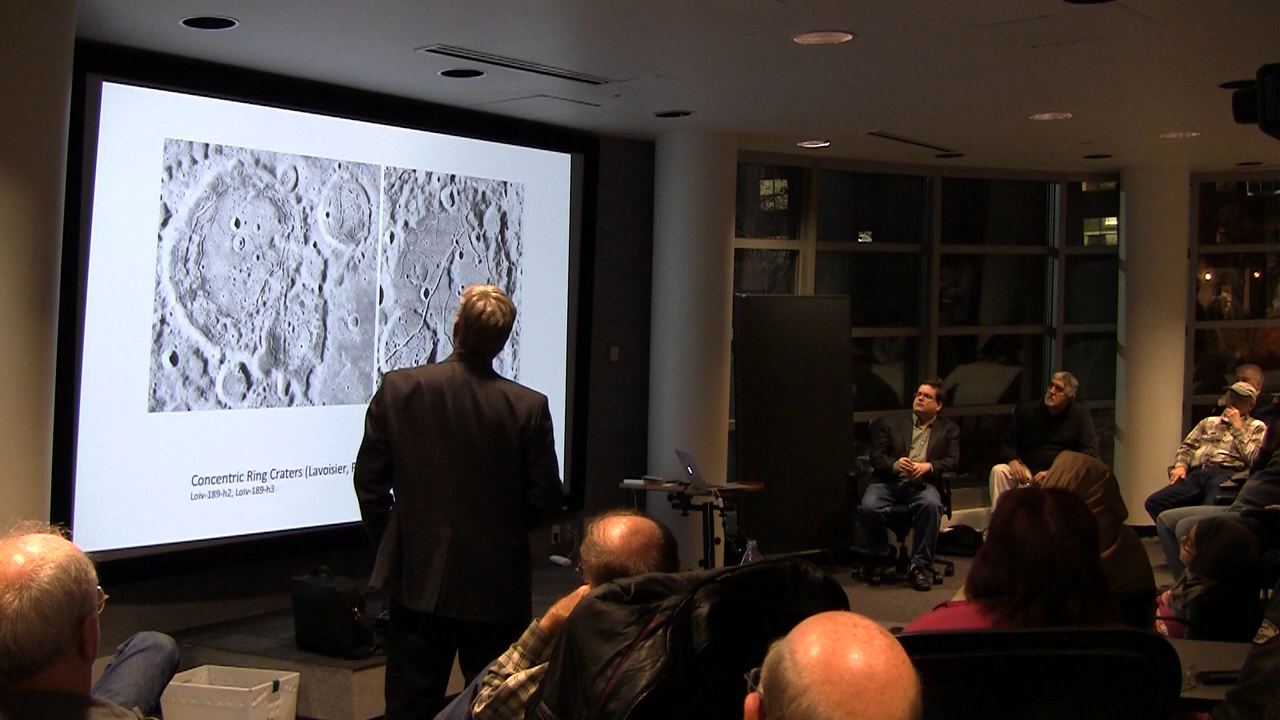 Concentric Ring Craters (Lavoisier,
Loiv-189-h2, Loiv-189-h3